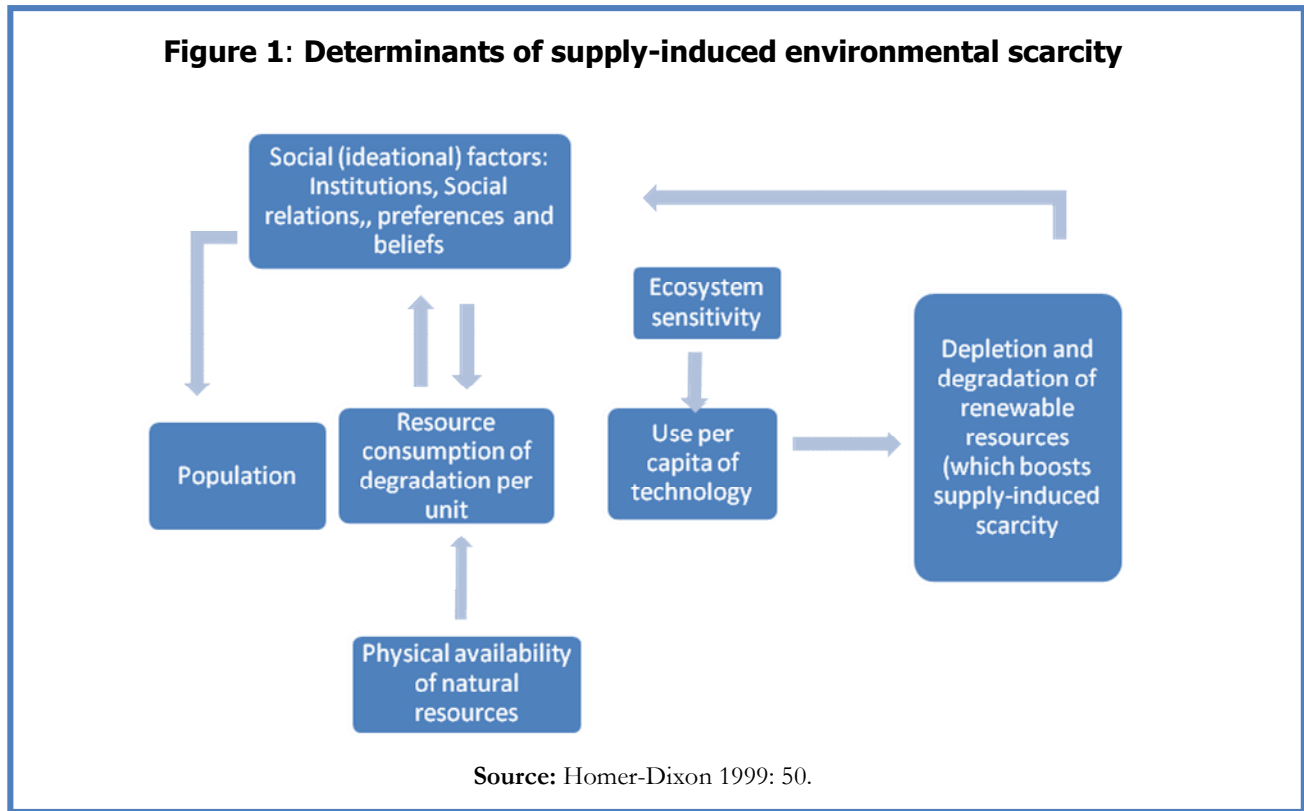 Figure 1: Determinants of supply-induced environmental scarcity
Social (ideational) factors:
Institutions, Social
relations,, preferences and
beliefs
Ecosystem
sensitivity
Depletion and
degradation of
renewable
resources
(which boosts
supply-induced
scarcity
Population
Resource
consumption of
degradation per
unit
Use per
capita of
technology
Physical availability
of natural
resources
Source: Homer-Dixon 1999: 50.